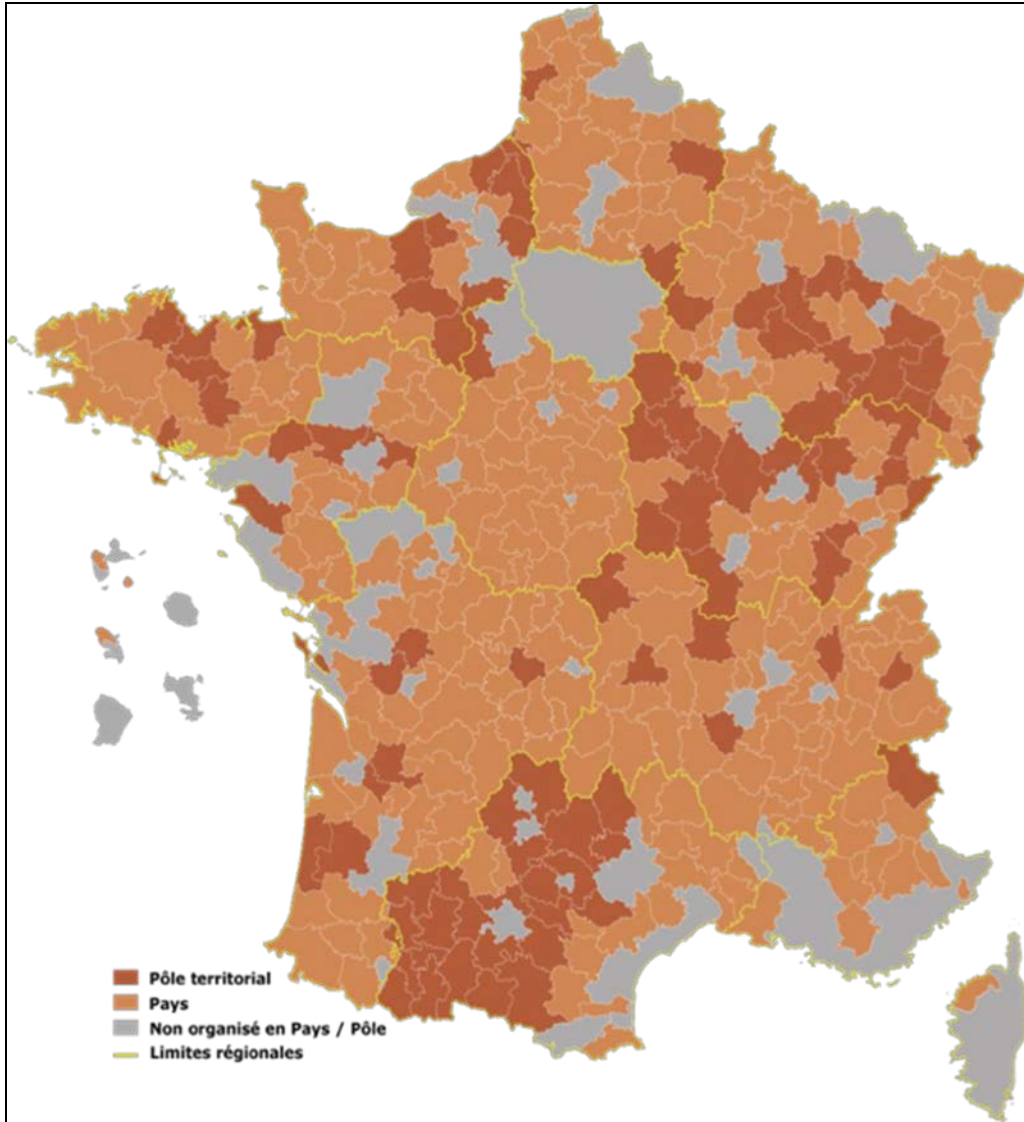 Pôle territorial
Pays
Non organisé en Pays / Pôle
Limites régionales